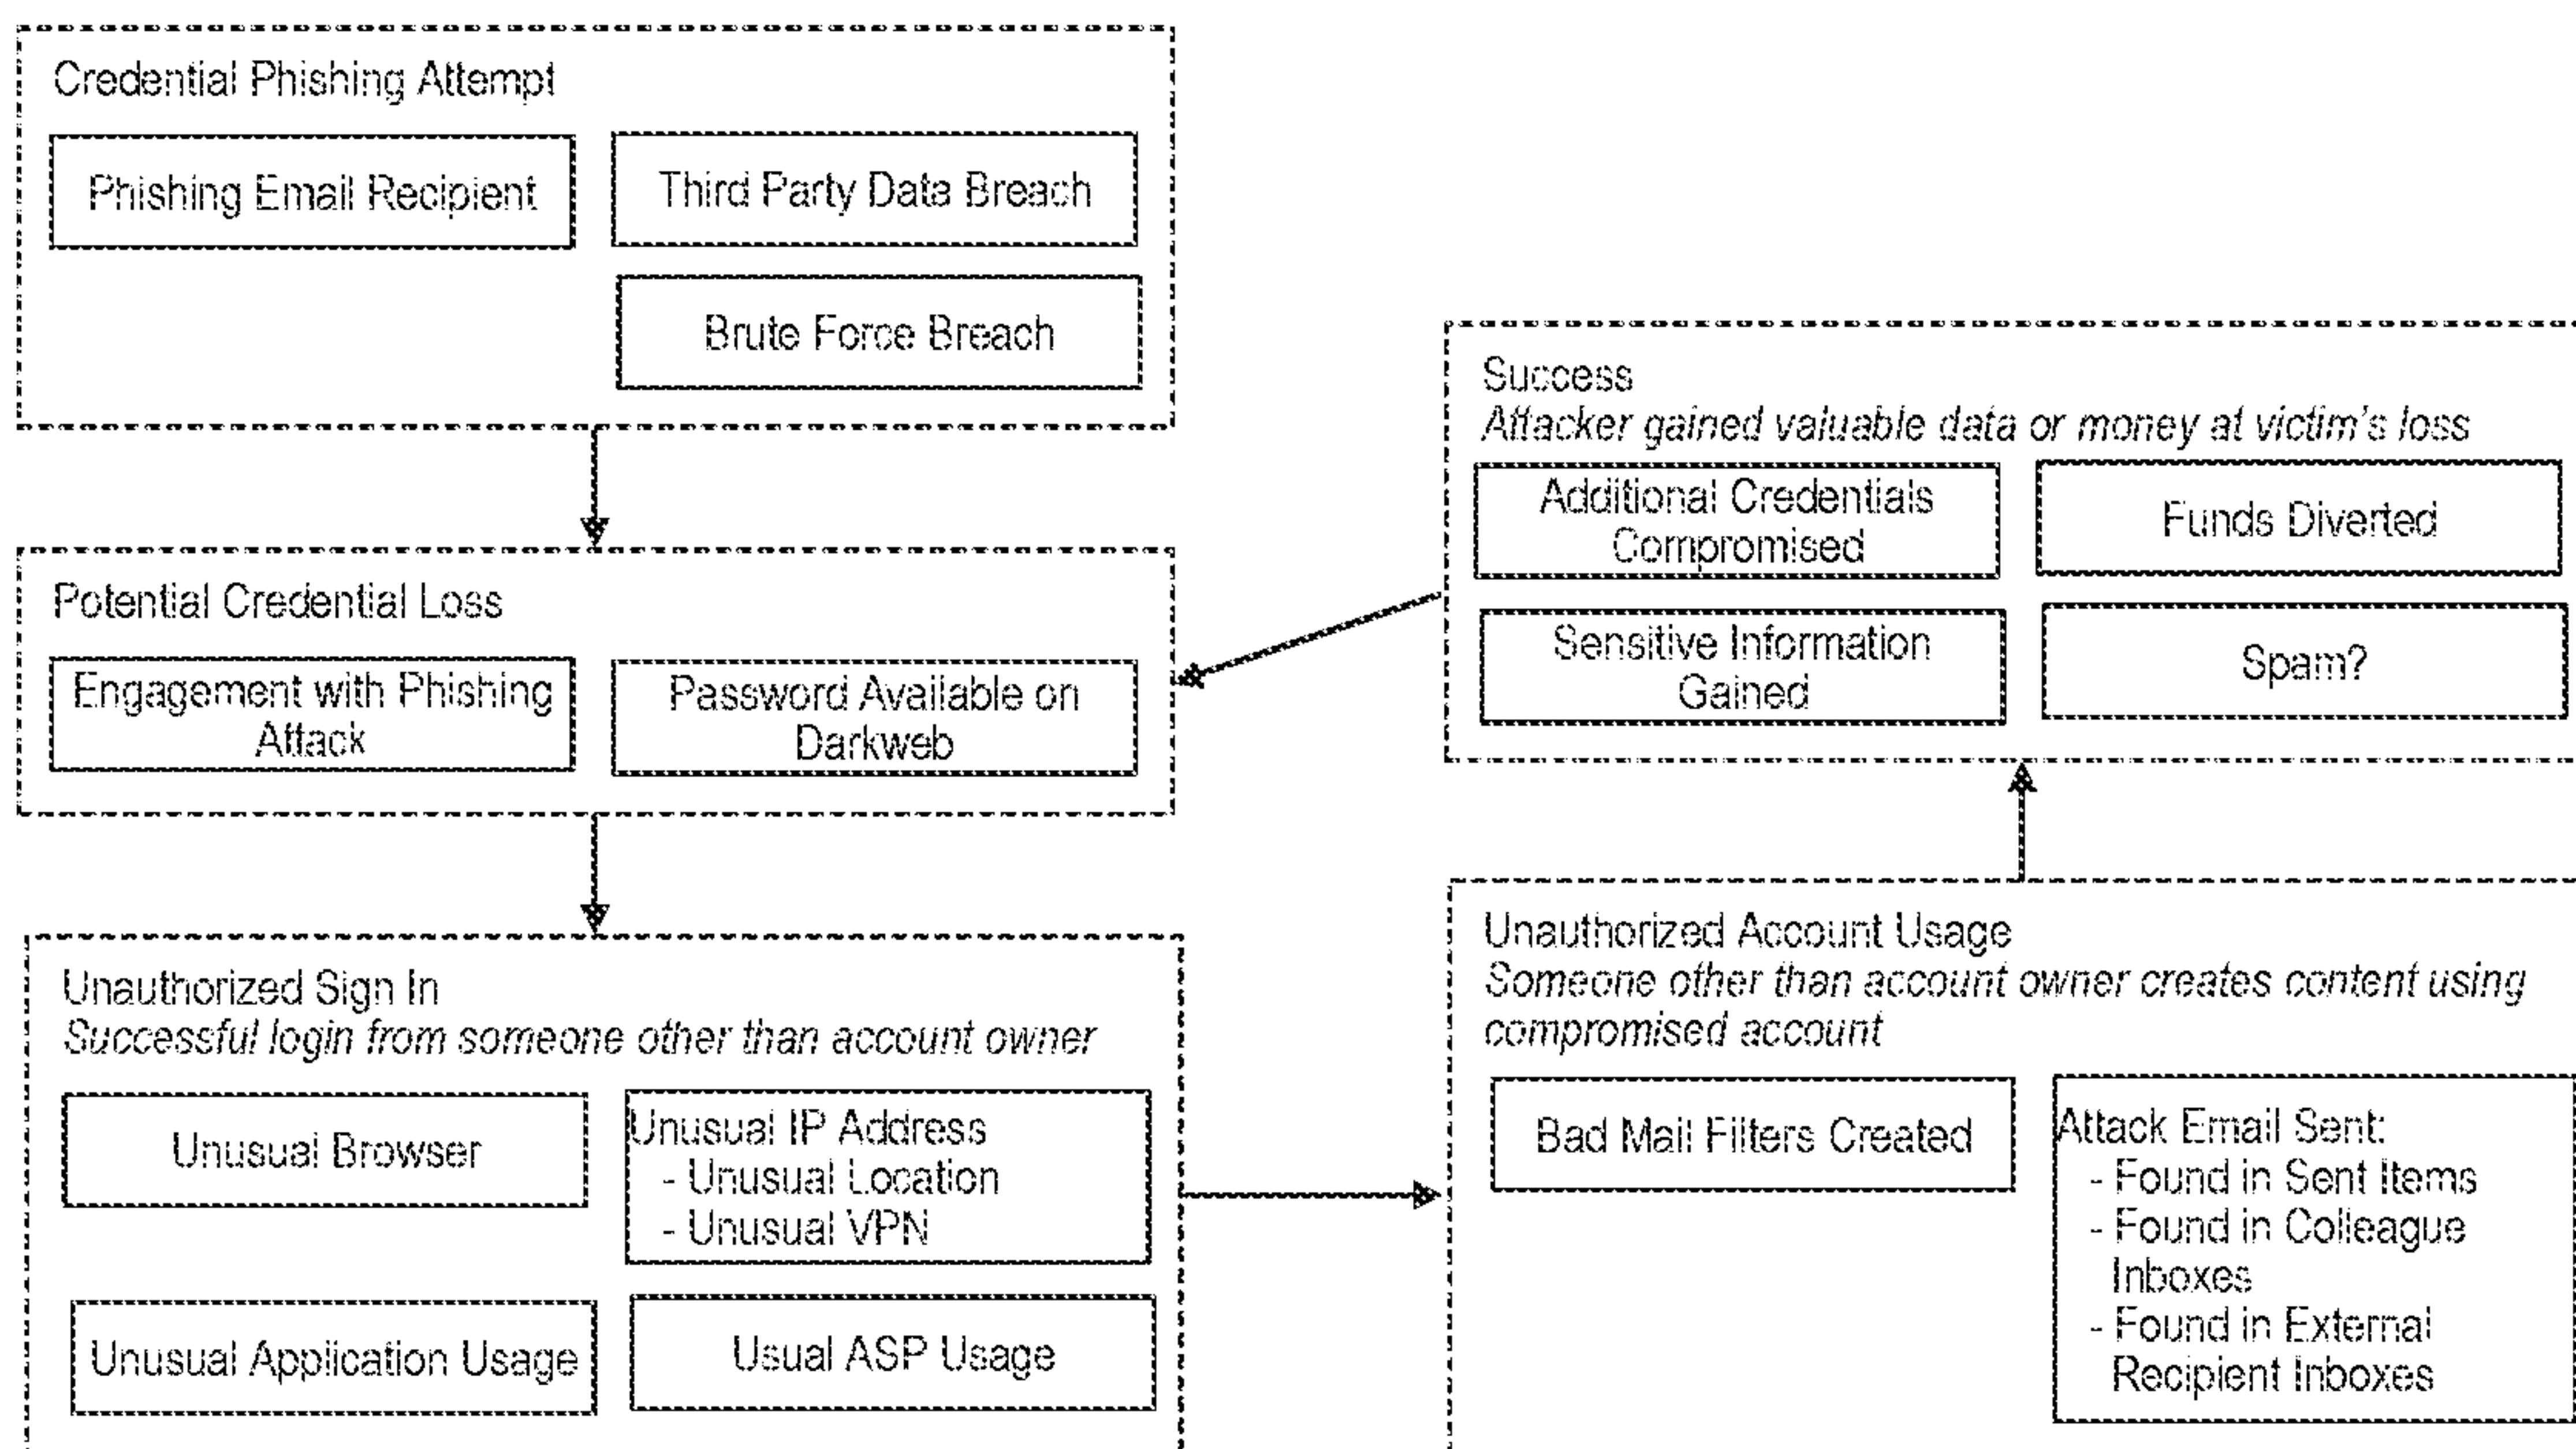 Credential Phishing Attempt
Phishing Email Recipient
Third Party Data Breach
Brute Force Breach
Potential Credential Loss
Engagement with Phishing
Attack
Password Available on
Darkweb
Unauthorized Sign In
Successful login from someone other than account owner
Unusual Browser
Unusual IP Address
- Unusual Location
- Unusual VPN
Unusual Application Usage
Usual ASP Usage
Unauthorized Account Usage
Someone other than account owner creates content using
compromised account
Bad Mail Filters Created
Attack Email Sent:
- Found in Sent Items
- Found in Colleague
Inboxes
- Found in External
Recipient Inboxes
Success
Attacker gained valuable data or money at victim's loss
Additional Credentials
Compromised
Funds Diverted
Sensitive Information
Gained
Spam?